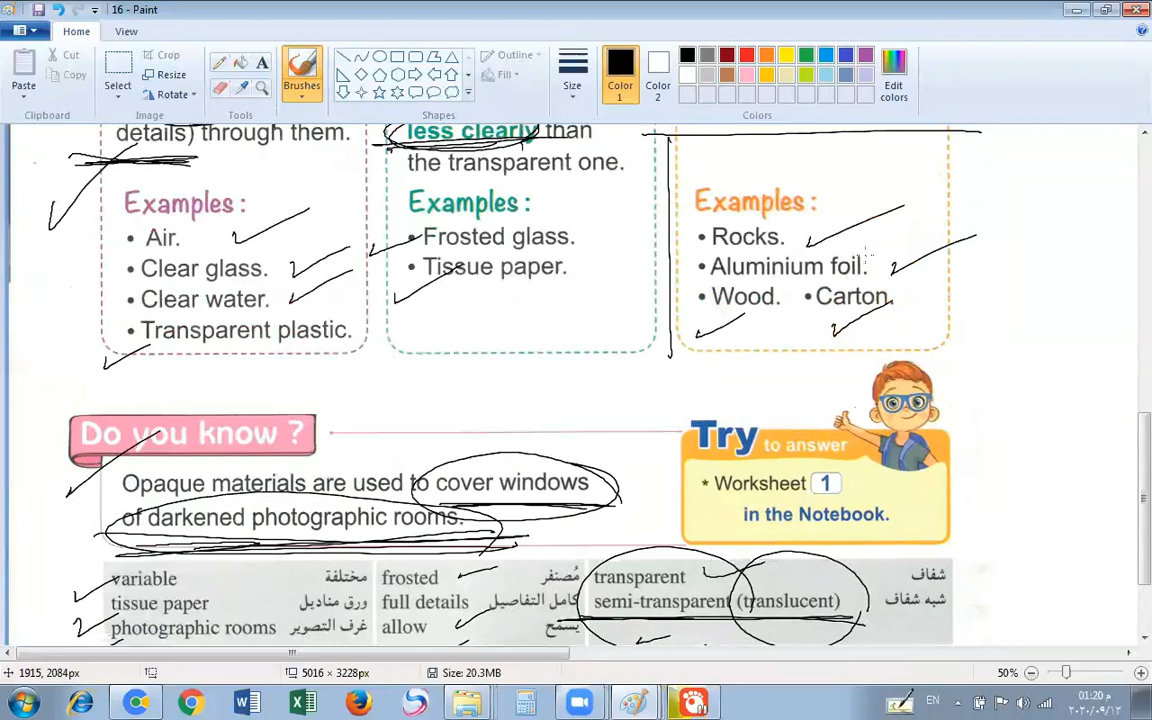 16 - Paint
Home View
Paste
Cut
Copy
Clipboard
Select
Crop
Resize
Rotate
Image
A
Tools
Brushes
Outline
Fill
Shapes
Size
Color 1
Color 2
Edit colors
Colors
details) through them.
Examples :
• Air.
• Clear glass.
• Clear water.
• Transparent plastic.
less clearly than
the transparent one.
Examples :
• Frosted glass.
• Tissue paper.
Examples :
• Rocks.
• Aluminium foil.
• Wood. • Carton.
Do you know ?
Opaque materials are used to cover windows
of darkened photographic rooms.
Try to answer
* Worksheet 1
in the Notebook.
variable مختلفة frosted مُصنفر transparent شفاف
tissue paper ورق مناديل full details كامل التفاصيل semi-transparent (translucent) شبه شفاف
photographic rooms غرف التصوير allow يسمح
1915, 2084px 5016 × 3228px Size: 20.3MB 50%
EN
01:20 م
٢٠٢٠/٠٩/١٣